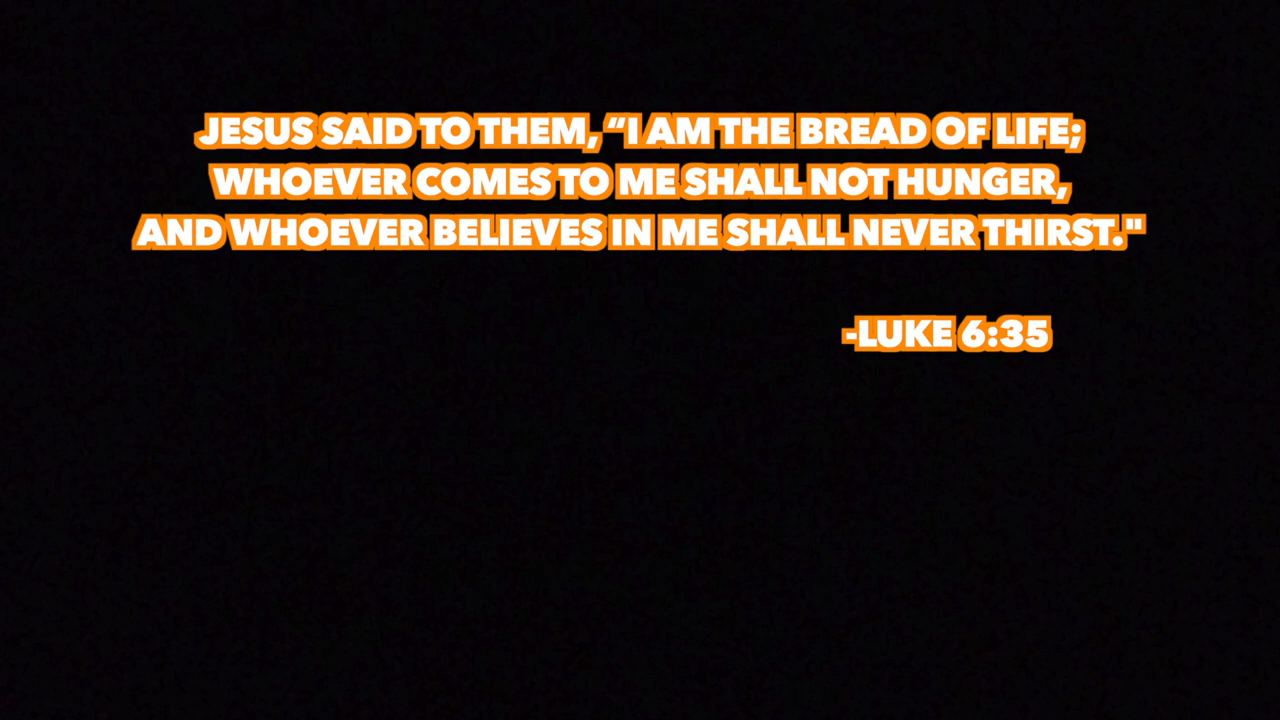 JESUS SAID TO THEM, “I AM THE BREAD OF LIFE;
WHOEVER COMES TO ME SHALL NOT HUNGER,
AND WHOEVER BELIEVES IN ME SHALL NEVER THIRST."
-LUKE 6:35